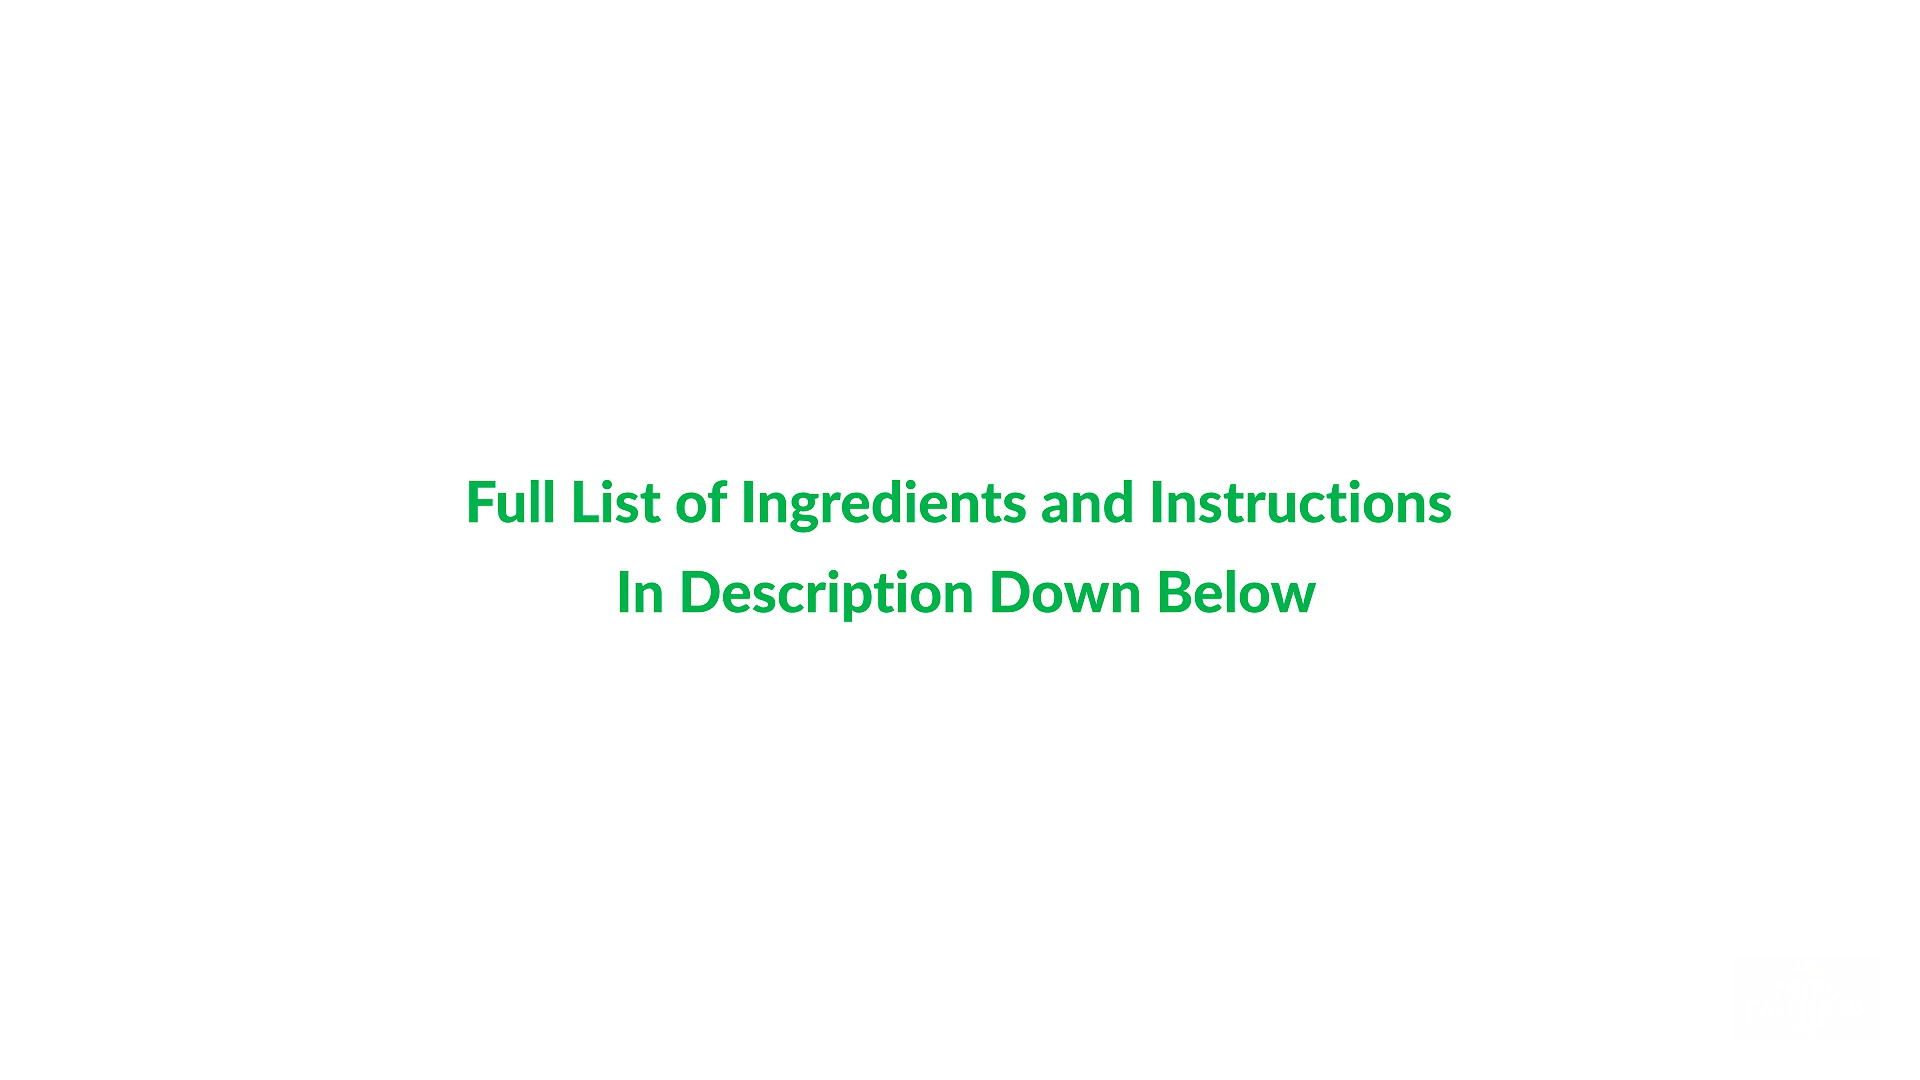 Full List of Ingredients and Instructions
In Description Down Below